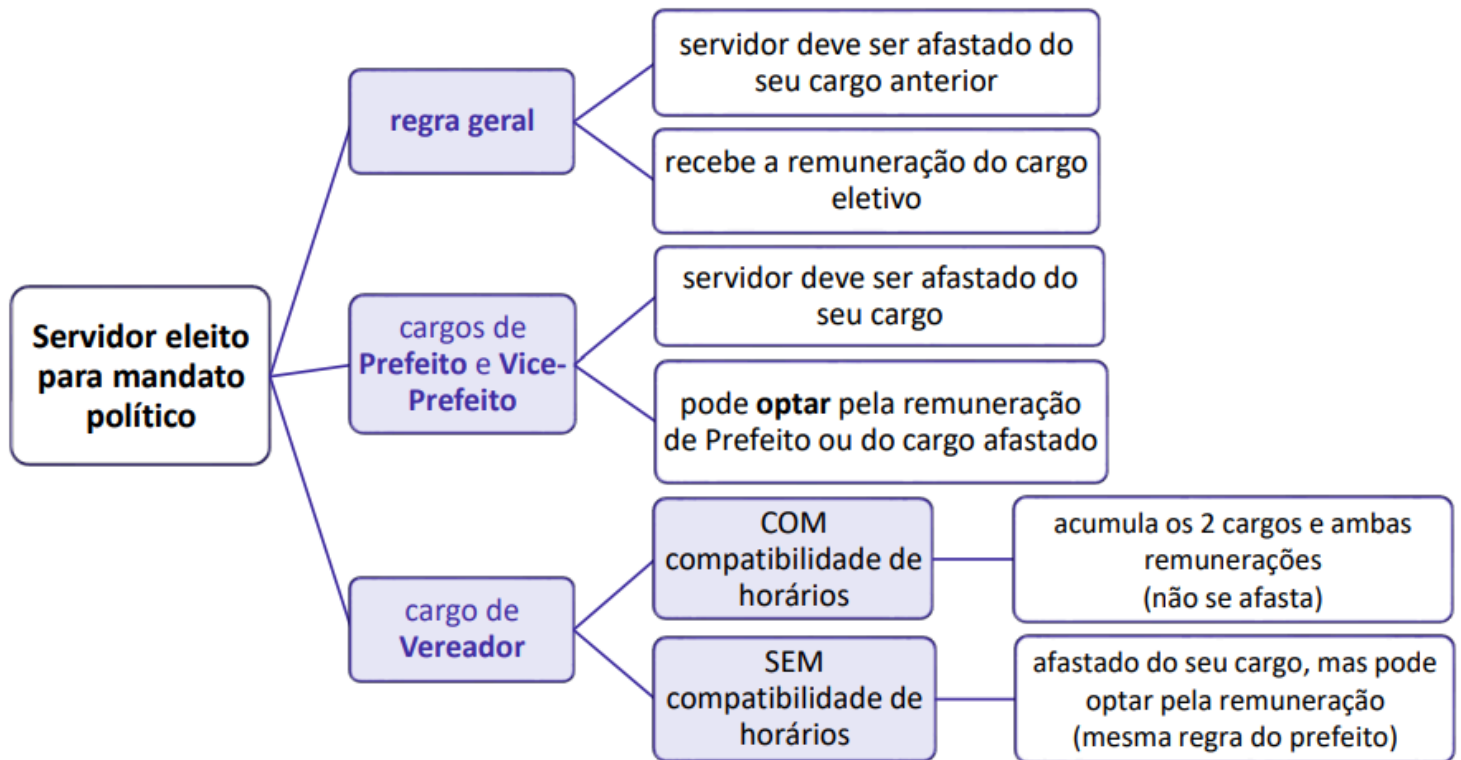 Servidor eleito
para mandato
político
regra geral
servidor deve ser afastado do
seu cargo anterior
recebe a remuneração do cargo
eletivo
cargos de
Prefeito e Vice-
Prefeito
servidor deve ser afastado do
seu cargo
pode optar pela remuneração
de Prefeito ou do cargo afastado
cargo de
Vereador
COM
compatibilidade de
horários
acumula os 2 cargos e ambas
remunerações
(não se afasta)
SEM
compatibilidade de
horários
afastado do seu cargo, mas pode
optar pela remuneração
(mesma regra do prefeito)